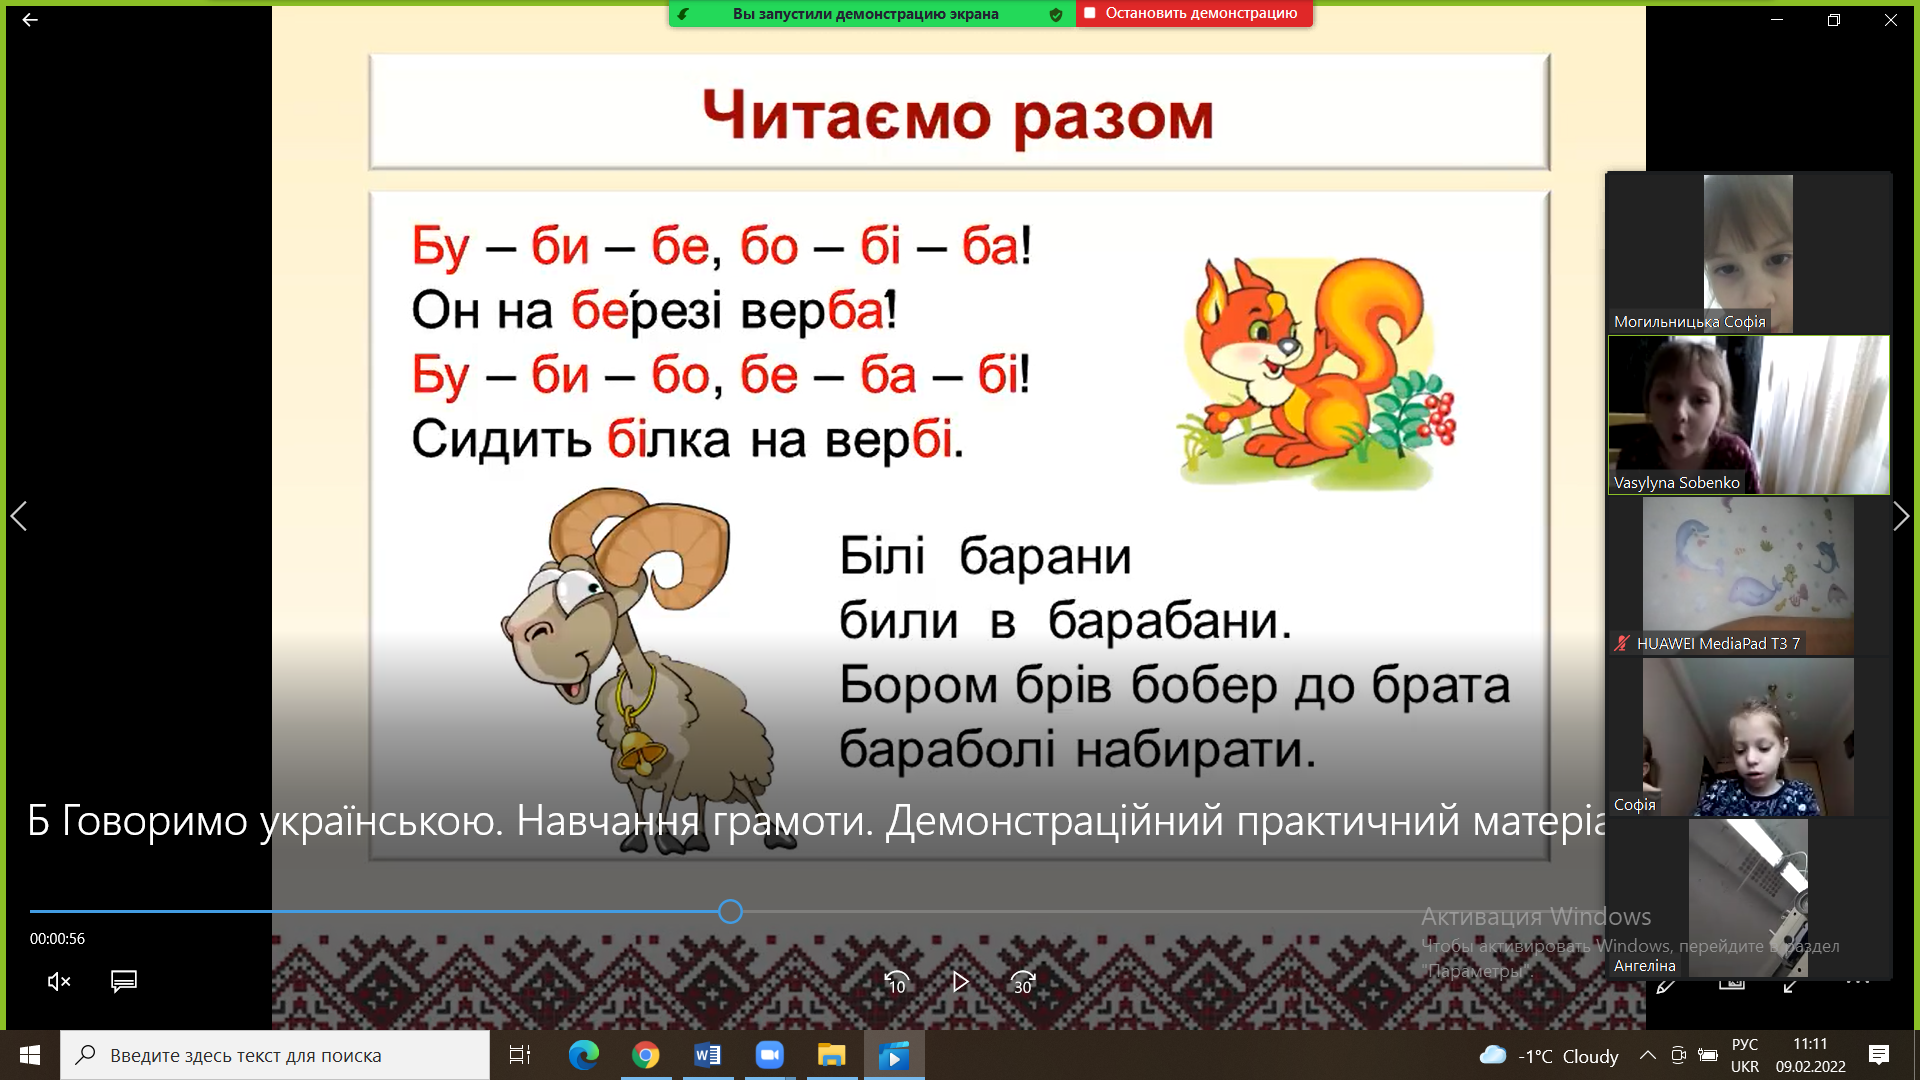 Вы запустили демонстрацию экрана
Остановить демонстрацию
Читаємо разом
Бу – би – бе, бо – бі – ба!
Он на бе́резі верба́!
Бу – би – бо, бе – ба – бі!
Сидить білка на вербі.
Білі барани
били в барабани.
Бором брів бобер до брата
бараболі набирати.
Могильницька Софія
Vasylyna Sobenko
HUAWEI MediaPad T3 7
Софія
Ангеліна
Б Говоримо українською. Навчання грамоти. Демонстраційний практичний матеріа
00:00:56
10
30
Активация Windows
Чтобы активировать Windows, перейдите в раздел
"Параметры".
Введите здесь текст для поиска
-1°C Cloudy
РУС
UKR
11:11
09.02.2022